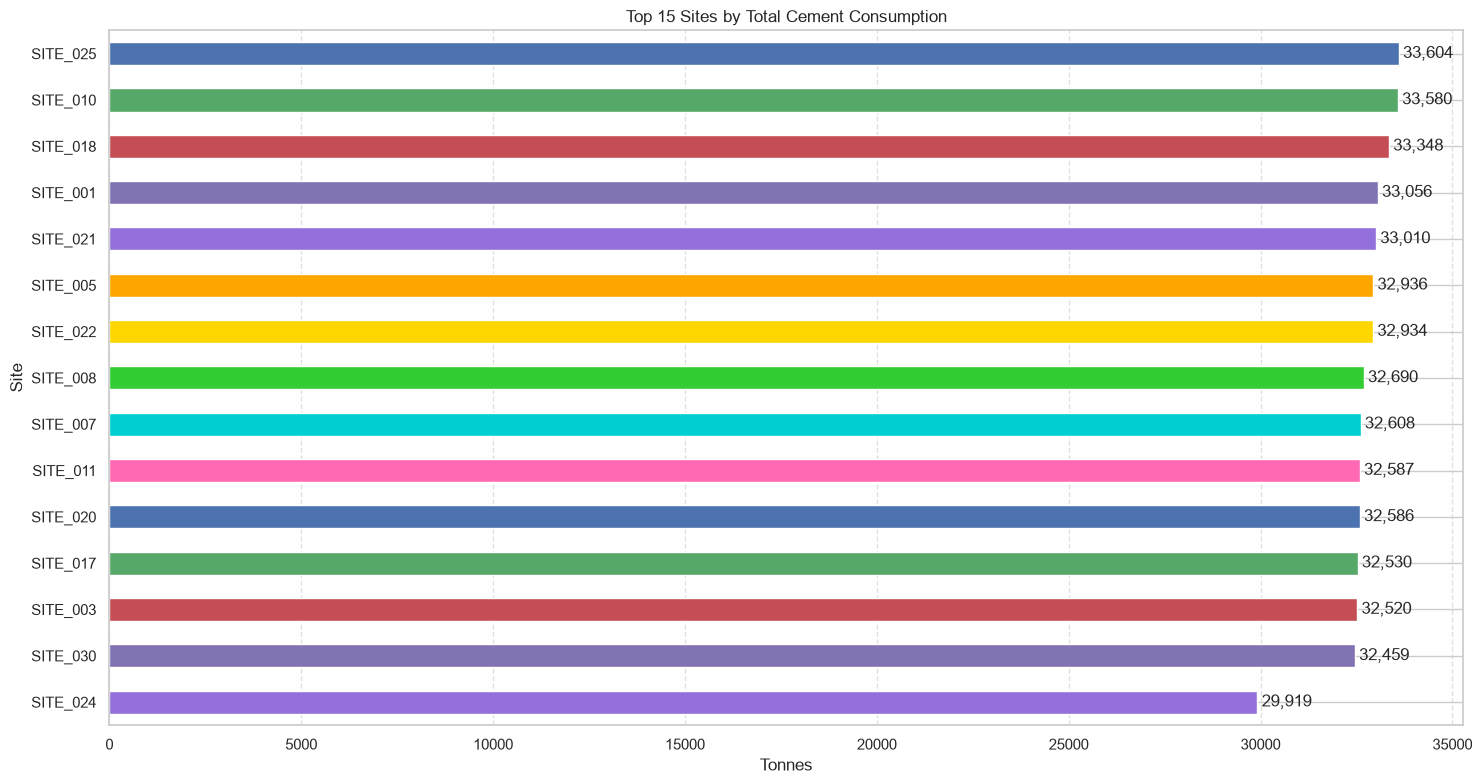 Top 15 Sites by Total Cement Consumption
SITE_025 33,604
SITE_010 33,580
SITE_018 33,348
SITE_001 33,056
SITE_021 33,010
SITE_005 32,936
SITE_022 32,934
SITE_008 32,690
SITE_007 32,608
SITE_011 32,587
SITE_020 32,586
SITE_017 32,530
SITE_003 32,520
SITE_030 32,459
SITE_024 29,919
Site
0 5000 10000 15000 20000 25000 30000 35000
Tonnes